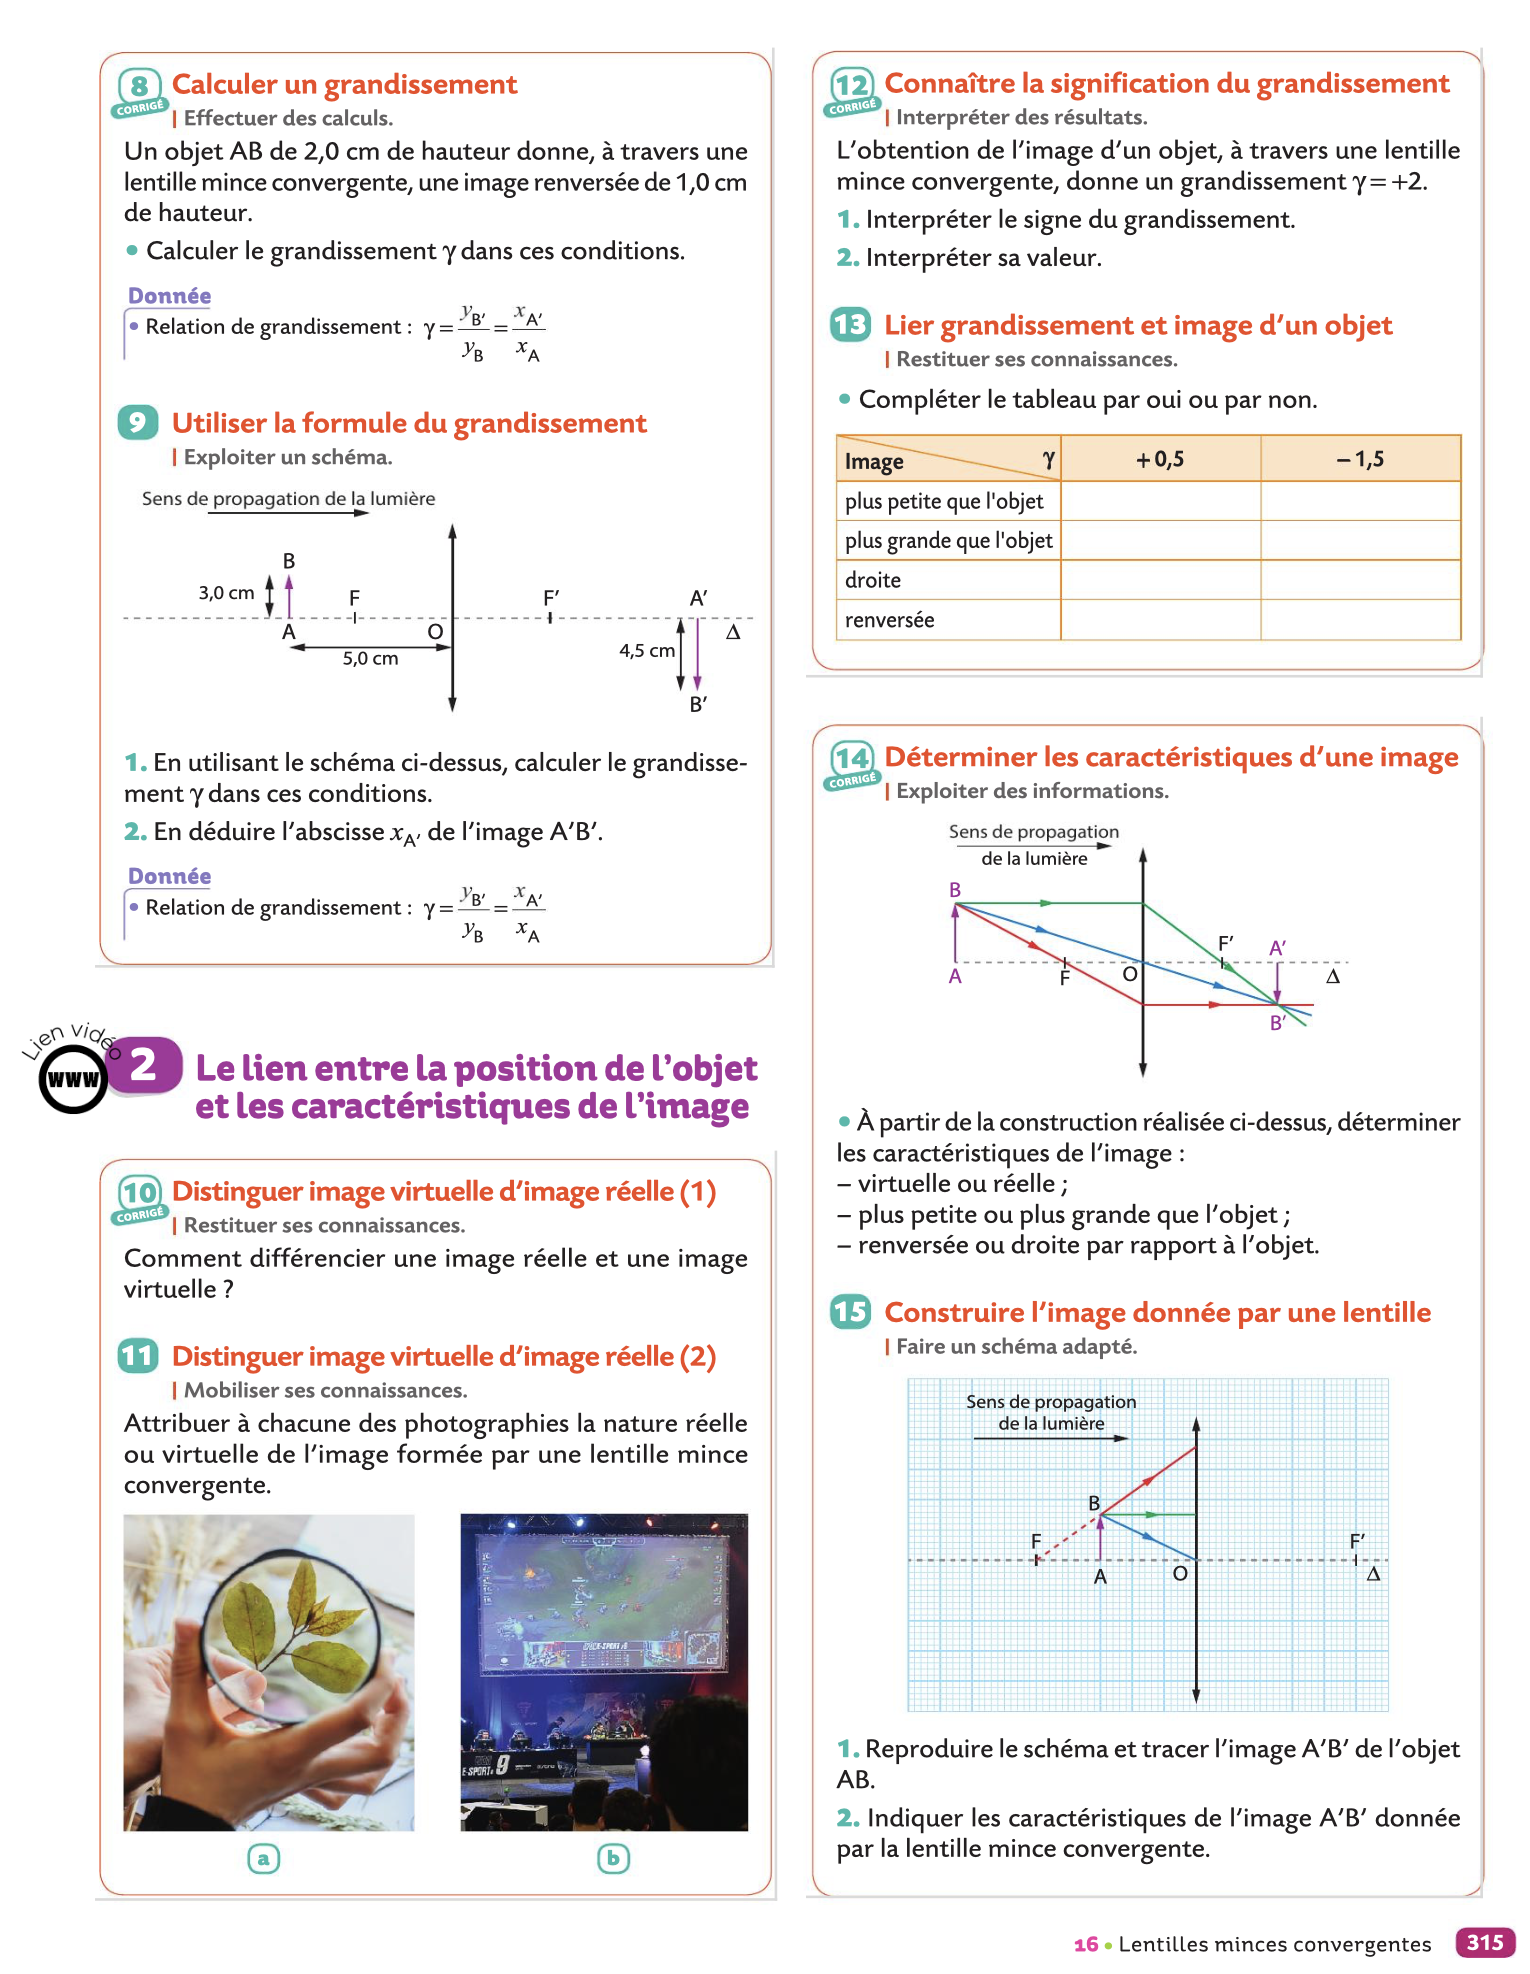 8 Calculer un grandissement
CORRIGÉ
| Effectuer des calculs.
Un objet AB de 2,0 cm de hauteur donne, à travers une
lentille mince convergente, une image renversée de 1,0 cm
de hauteur.
• Calculer le grandissement γ dans ces conditions.
Donnée
• Relation de grandissement : γ = yB′ / yB = xA′ / xA
9 Utiliser la formule du grandissement
| Exploiter un schéma.
Sens de propagation de la lumière
B
3,0 cm
F
F′
A′
A
O
Δ
5,0 cm
4,5 cm
B′
1. En utilisant le schéma ci-dessus, calculer le grandisse-
ment γ dans ces conditions.
2. En déduire l'abscisse xA′ de l'image A′B′.
Donnée
• Relation de grandissement : γ = yB′ / yB = xA′ / xA
Lien vidéo
www
2 Le lien entre la position de l'objet
et les caractéristiques de l'image
10 Distinguer image virtuelle d'image réelle (1)
CORRIGÉ
| Restituer ses connaissances.
Comment différencier une image réelle et une image
virtuelle ?
11 Distinguer image virtuelle d'image réelle (2)
| Mobiliser ses connaissances.
Attribuer à chacune des photographies la nature réelle
ou virtuelle de l'image formée par une lentille mince
convergente.
E-SPORT 9
a
b
12 Connaître la signification du grandissement
CORRIGÉ
| Interpréter des résultats.
L'obtention de l'image d'un objet, à travers une lentille
mince convergente, donne un grandissement γ = +2.
1. Interpréter le signe du grandissement.
2. Interpréter sa valeur.
13 Lier grandissement et image d'un objet
| Restituer ses connaissances.
• Compléter le tableau par oui ou par non.
Image γ + 0,5 – 1,5
plus petite que l'objet
plus grande que l'objet
droite
renversée
14 Déterminer les caractéristiques d'une image
CORRIGÉ
| Exploiter des informations.
Sens de propagation
de la lumière
B
F′
A′
A
F
O
Δ
B′
• À partir de la construction réalisée ci-dessus, déterminer
les caractéristiques de l'image :
– virtuelle ou réelle ;
– plus petite ou plus grande que l'objet ;
– renversée ou droite par rapport à l'objet.
15 Construire l'image donnée par une lentille
| Faire un schéma adapté.
Sens de propagation
de la lumière
B
F
F′
A
O
Δ
1. Reproduire le schéma et tracer l'image A′B′ de l'objet
AB.
2. Indiquer les caractéristiques de l'image A′B′ donnée
par la lentille mince convergente.
16 • Lentilles minces convergentes 315